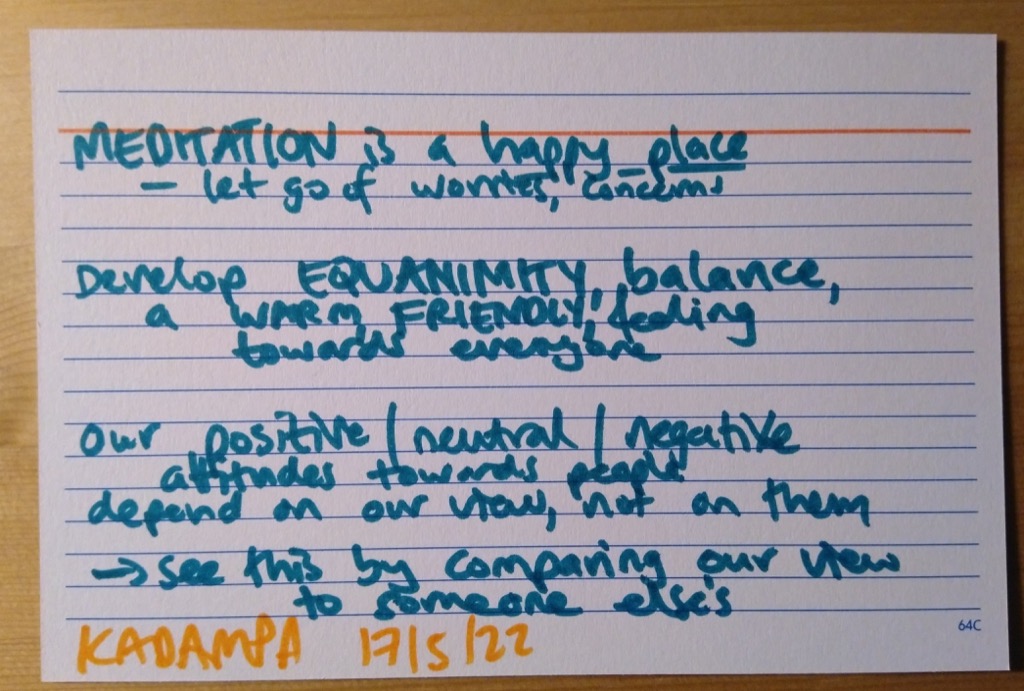 MEDITATION is a happy place
- let go of worries, concerns
Develop EQUANIMITY, balance,
a WARM, FRIENDLY, feeling
towards everyone
Our positive / neutral / negative
attitudes towards people
depend on our view, not on them
→ see this by comparing our view
to someone else's
64C
KADAMPA 17/5/22